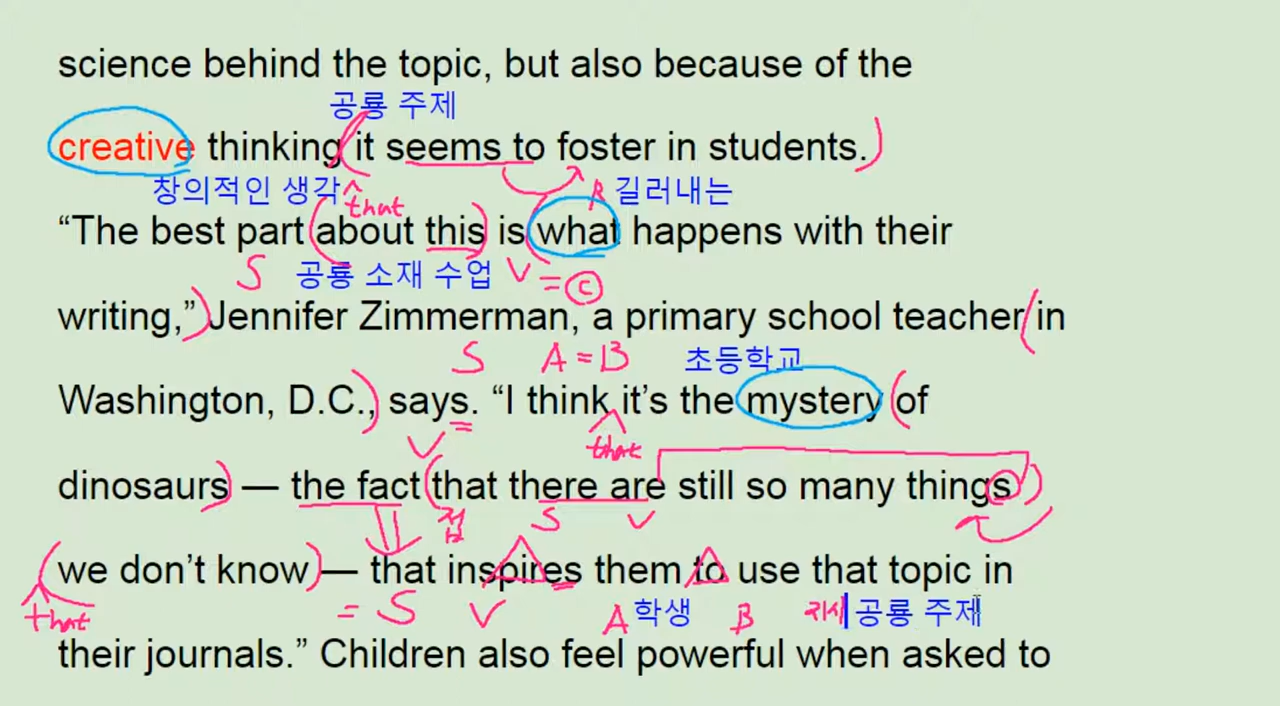 science behind the topic, but also because of the
공룡 주제
creative thinking it seems to foster in students.
창의적인 생각 that R 길러내는
“The best part about this is what happens with their
S 공룡 소재 수업 V = C
writing,” Jennifer Zimmerman, a primary school teacher in
S A = B 초등학교
Washington, D.C., says. “I think it’s the mystery of
V that
dinosaurs — the fact that there are still so many things
접 S V
we don’t know — that inspires them to use that topic in
that = S V A 학생 B 지시 공룡 주제
their journals.” Children also feel powerful when asked to